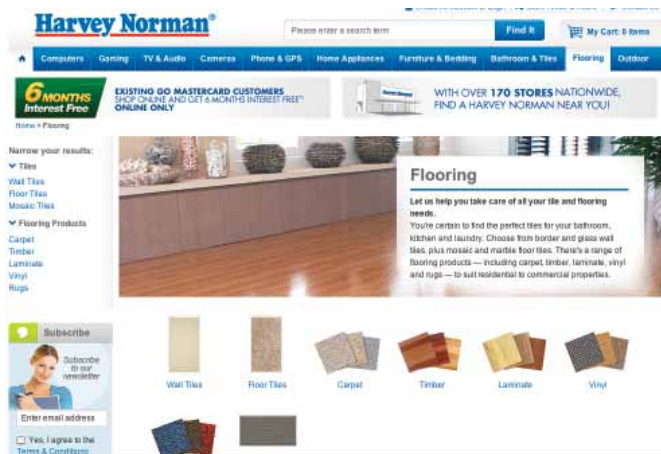 Harvey Norman®
Please enter a search term
Find It
My Cart: 0 items
Computers
Gaming
TV & Audio
Cameras
Phone & GPS
Home Appliances
Furniture & Bedding
Bathroom & Tiles
Flooring
Outdoor
6 MONTHS
Interest Free
EXISTING GO MASTERCARD CUSTOMERS
SHOP ONLINE AND GET 6 MONTHS INTEREST FREE
ONLINE ONLY
WITH OVER 170 STORES NATIONWIDE,
FIND A HARVEY NORMAN NEAR YOU!
Home > Flooring
Narrow your results:
Tiles
Wall Tiles
Floor Tiles
Mosaic Tiles
Flooring Products
Carpet
Timber
Laminate
Vinyl
Rugs
Flooring
Let us help you take care of all your tile and flooring
needs.
You're certain to find the perfect tiles for your bathroom,
kitchen and laundry. Choose from border and glass wall
tiles, plus mosaic and marble floor tiles. There's a range of
flooring products — including carpet, timber, laminate, vinyl
and rugs — to suit residential to commercial properties.
Subscribe
Subscribe
to our
newsletter
Enter email address
Yes, I agree to the
Terms & Conditions
Wall Tiles
Floor Tiles
Carpet
Timber
Laminate
Vinyl